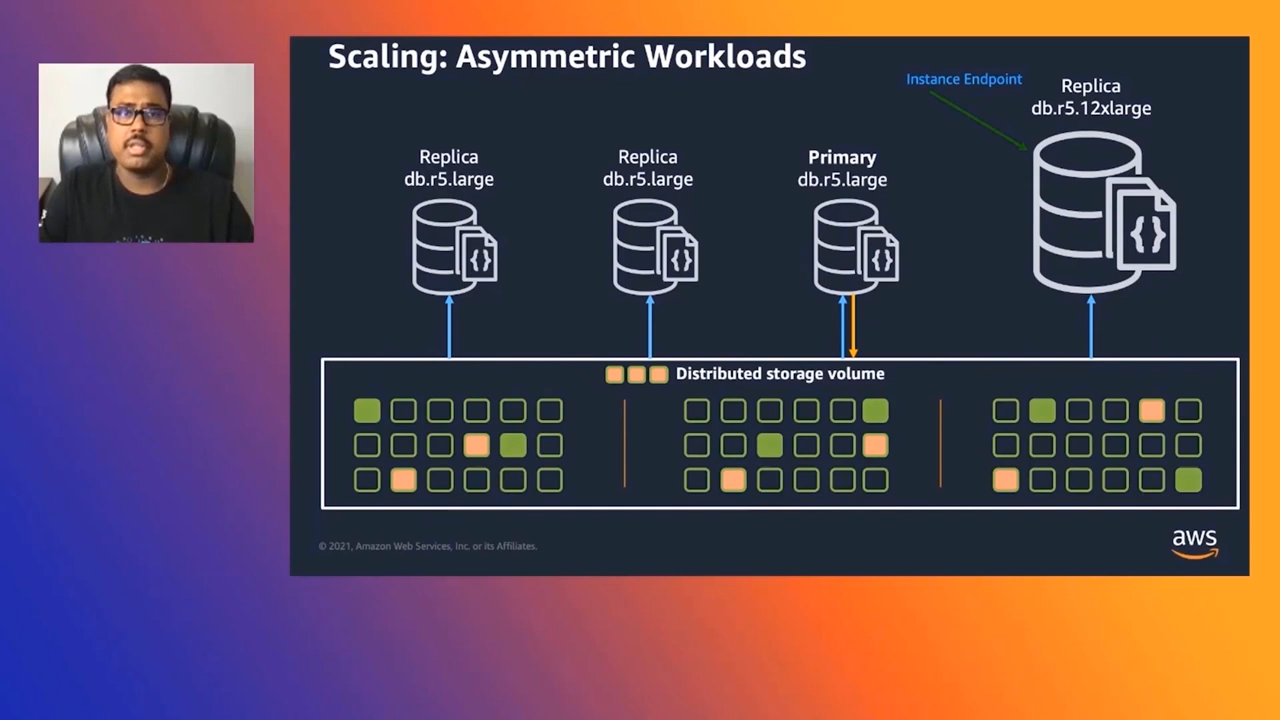 Scaling: Asymmetric Workloads
Instance Endpoint
Replica
db.r5.12xlarge
Replica
db.r5.large
Replica
db.r5.large
Primary
db.r5.large
{}
{}
{}
{}
Distributed storage volume
© 2021, Amazon Web Services, Inc. or its Affiliates.
aws